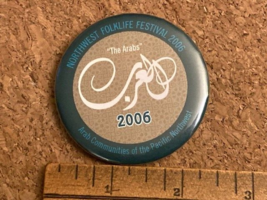 NORTHWEST FOLKLIFE FESTIVAL 2006
"The Arabs"
العرب
2006
Arab Communities of the Pacific Northwest
1 2 3